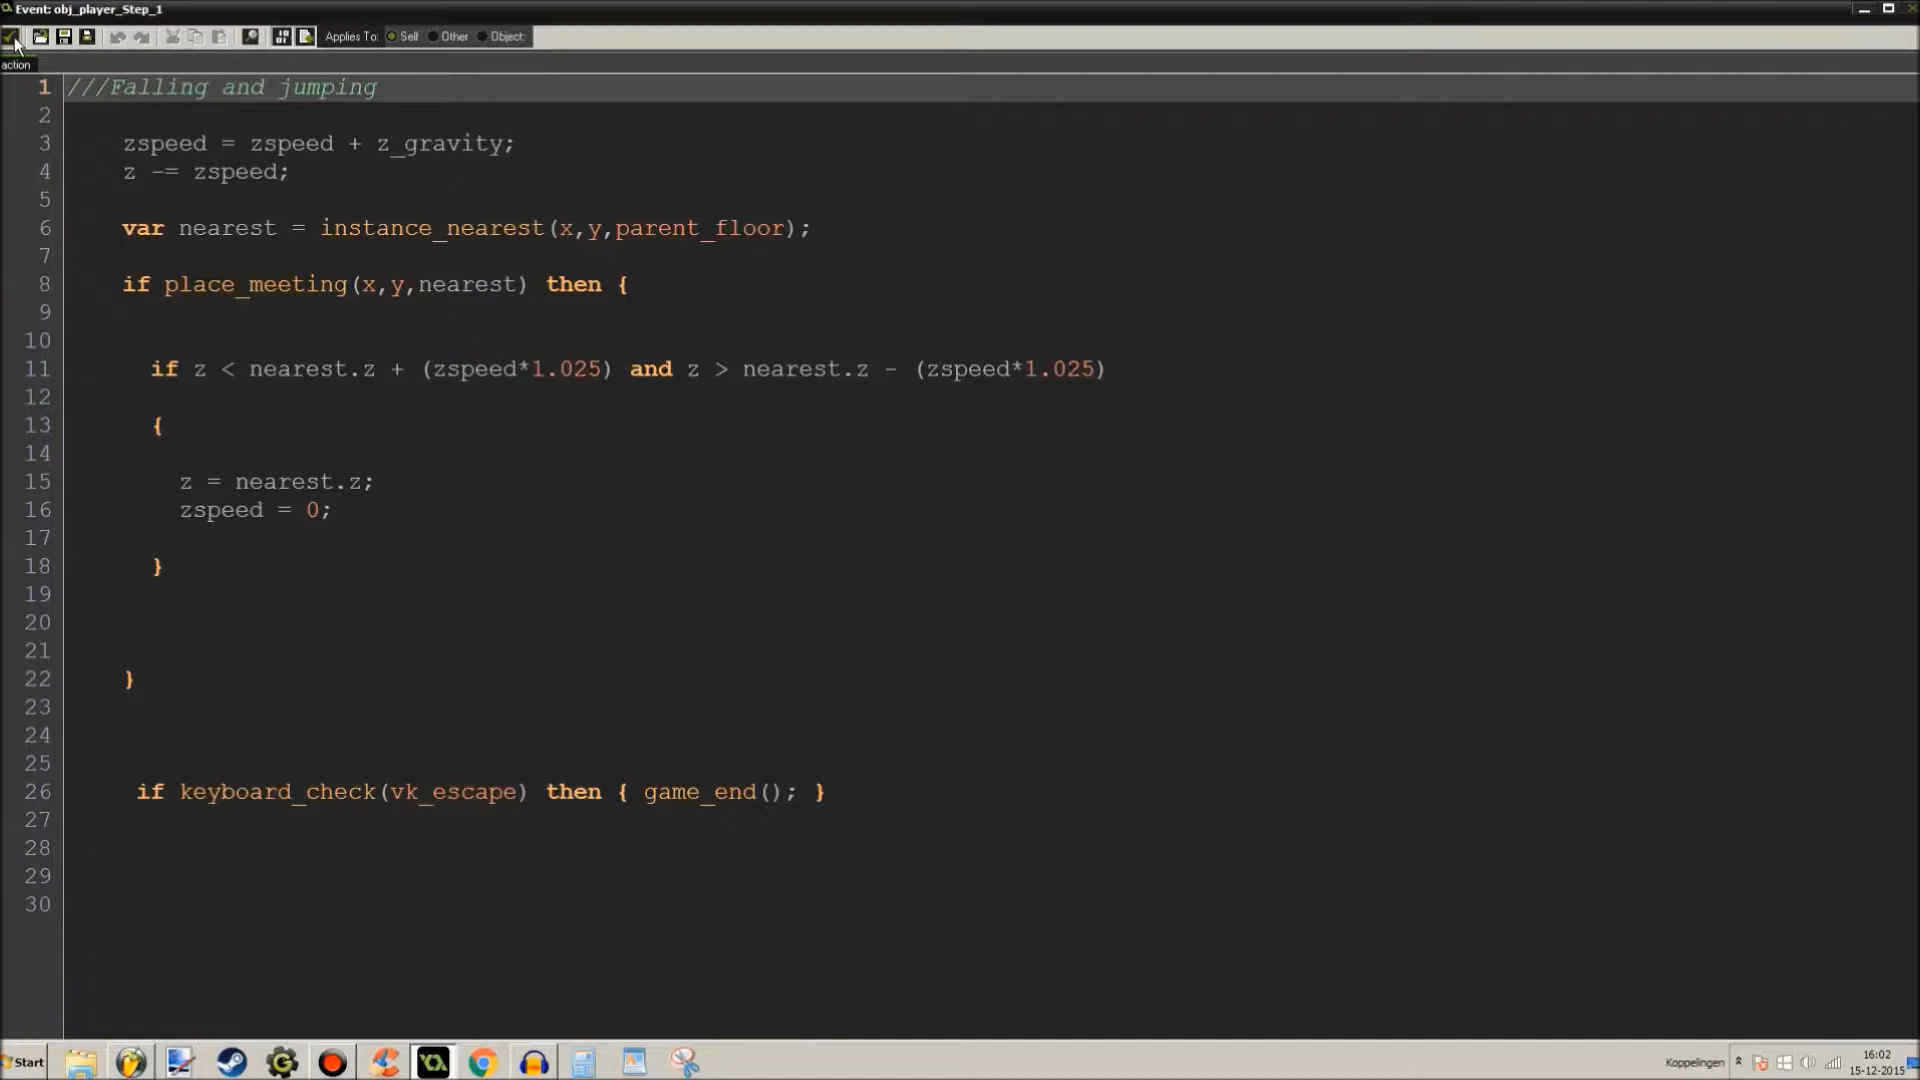 Event: obj_player_Step_1
Applies To: Self Other Object:
action
1 ///Falling and jumping
2
3 zspeed = zspeed + z_gravity;
4 z -= zspeed;
5
6 var nearest = instance_nearest(x,y,parent_floor);
7
8 if place_meeting(x,y,nearest) then {
9
10
11 if z < nearest.z + (zspeed*1.025) and z > nearest.z - (zspeed*1.025)
12
13 {
14
15 z = nearest.z;
16 zspeed = 0;
17
18 }
19
20
21
22 }
23
24
25
26 if keyboard_check(vk_escape) then { game_end(); }
27
28
29
30
Start
Koppelingen
16:02
15-12-2015